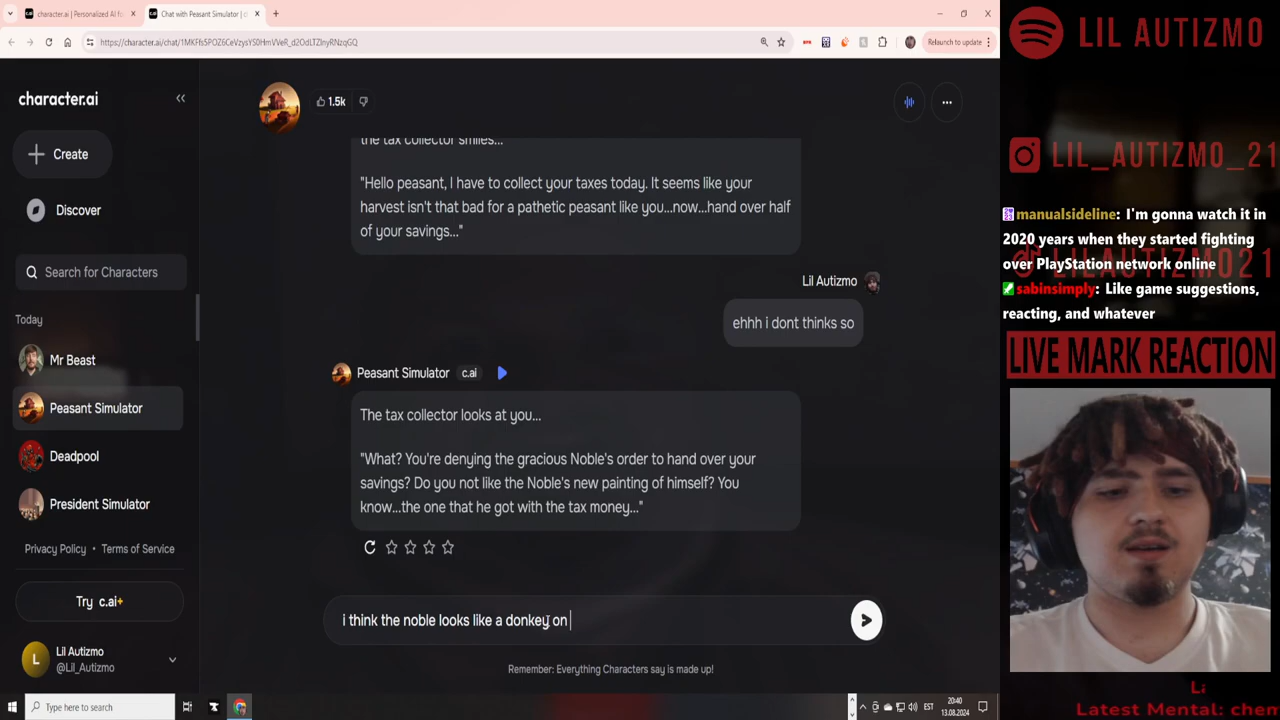 character.ai | Personalized AI f
Chat with Peasant Simulator | c
https://character.ai/chat/1MKFfs5POZ6CeVzysYS0HmVVeR_d2OdLTZlnyRNzqGQ
Relaunch to update
character.ai
Create
Discover
Search for Characters
Today
Mr Beast
Peasant Simulator
Deadpool
President Simulator
Privacy Policy • Terms of Service
Try c.ai+
L
Lil Autizmo
@Lil_Autizmo
1.5k
the tax collector smiles...
"Hello peasant, I have to collect your taxes today. It seems like your
harvest isn't that bad for a pathetic peasant like you...now...hand over half
of your savings..."
Lil Autizmo
ehhh i dont thinks so
Peasant Simulator c.ai
The tax collector looks at you...
"What? You're denying the gracious Noble's order to hand over your
savings? Do you not like the Noble's new painting of himself? You
know...the one that he got with the tax money..."
i think the noble looks like a donkey on
Remember: Everything Characters say is made up!
LIL AUTIZMO
LIL_AUTIZMO_21
LILAUTIZMO21
manualsideline: I'm gonna watch it in
2020 years when they started fighting
over PlayStation network online
sabinsimply: Like game suggestions,
reacting, and whatever
LIVE MARK REACTION
La
Latest Mental: chem
Type here to search
EST
20:40
13.08.2024